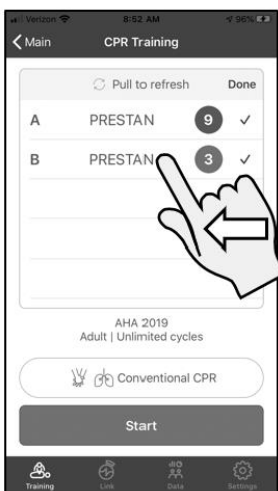 Verizon 8:52 AM 96%
Main CPR Training
Pull to refresh Done
A PRESTAN 9
B PRESTAN 3
AHA 2019
Adult | Unlimited cycles
Conventional CPR
Start
Training Link Data Settings